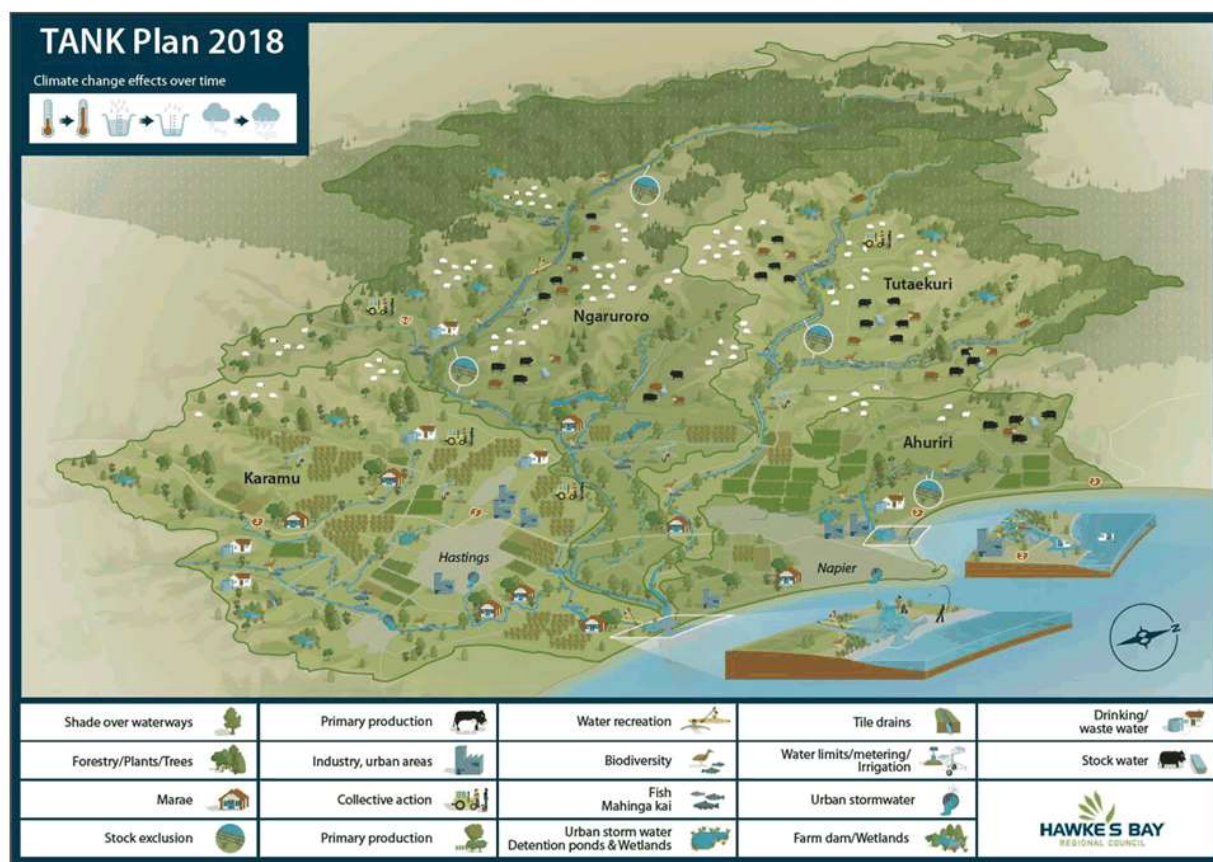 TANK Plan 2018
Climate change effects over time
Tutaekuri
Ngaruroro
Ahuriri
Karamu
Hastings
Napier
N
Shade over waterways
Primary production
Water recreation
Tile drains
Drinking/
waste water
Forestry/Plants/Trees
Industry, urban areas
Biodiversity
Water limits/metering/
Irrigation
Stock water
Marae
Collective action
Fish
Mahinga kai
Urban stormwater
Stock exclusion
Primary production
Urban storm water
Detention ponds & Wetlands
Farm dam/Wetlands
HAWKE'S BAY
REGIONAL COUNCIL